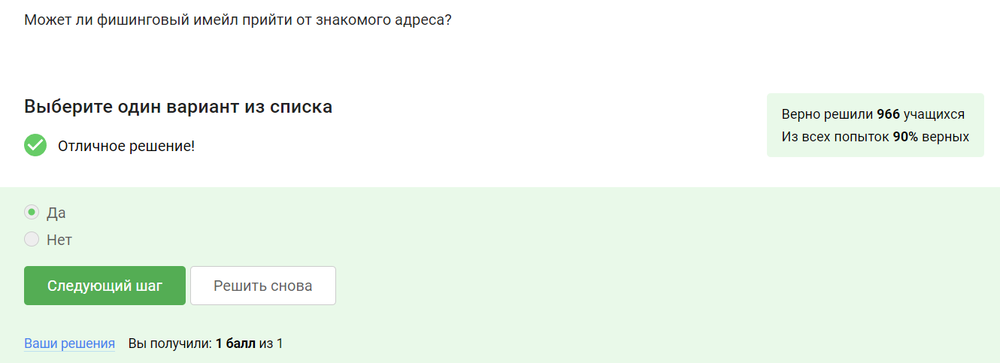 Может ли фишинговый имейл прийти от знакомого адреса?
Выберите один вариант из списка
Отличное решение!
Верно решили 966 учащихся
Из всех попыток 90% верных
Да
Нет
Следующий шаг
Решить снова
Ваши решения
Вы получили: 1 балл из 1